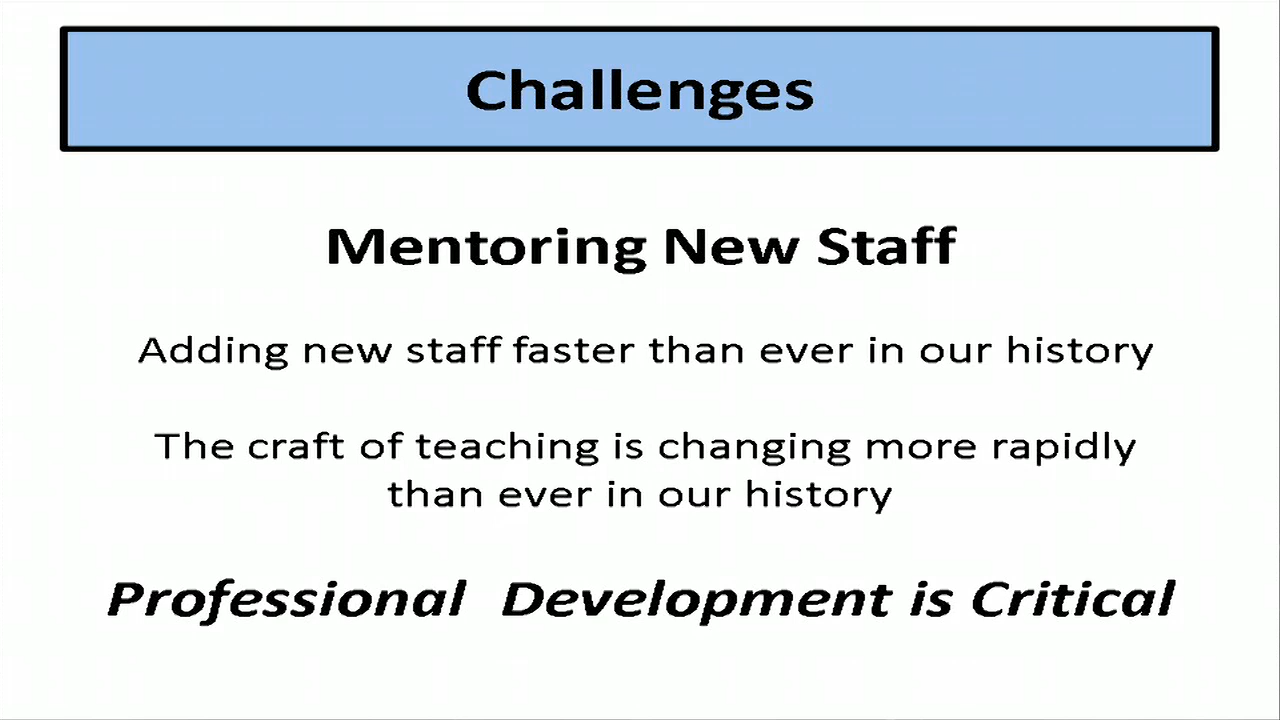 Challenges
Mentoring New Staff
Adding new staff faster than ever in our history
The craft of teaching is changing more rapidly
than ever in our history
Professional  Development is Critical